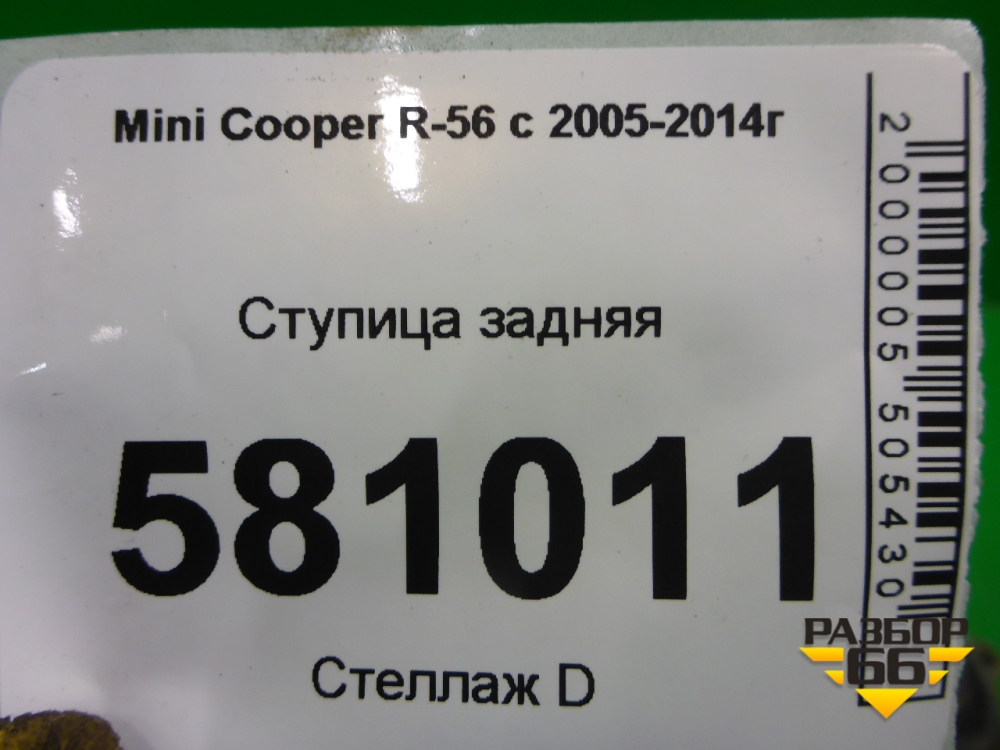 Mini Cooper R-56 с 2005-2014г
Ступица задняя
581011
Стеллаж D
2000005505430
РАЗБОР
66